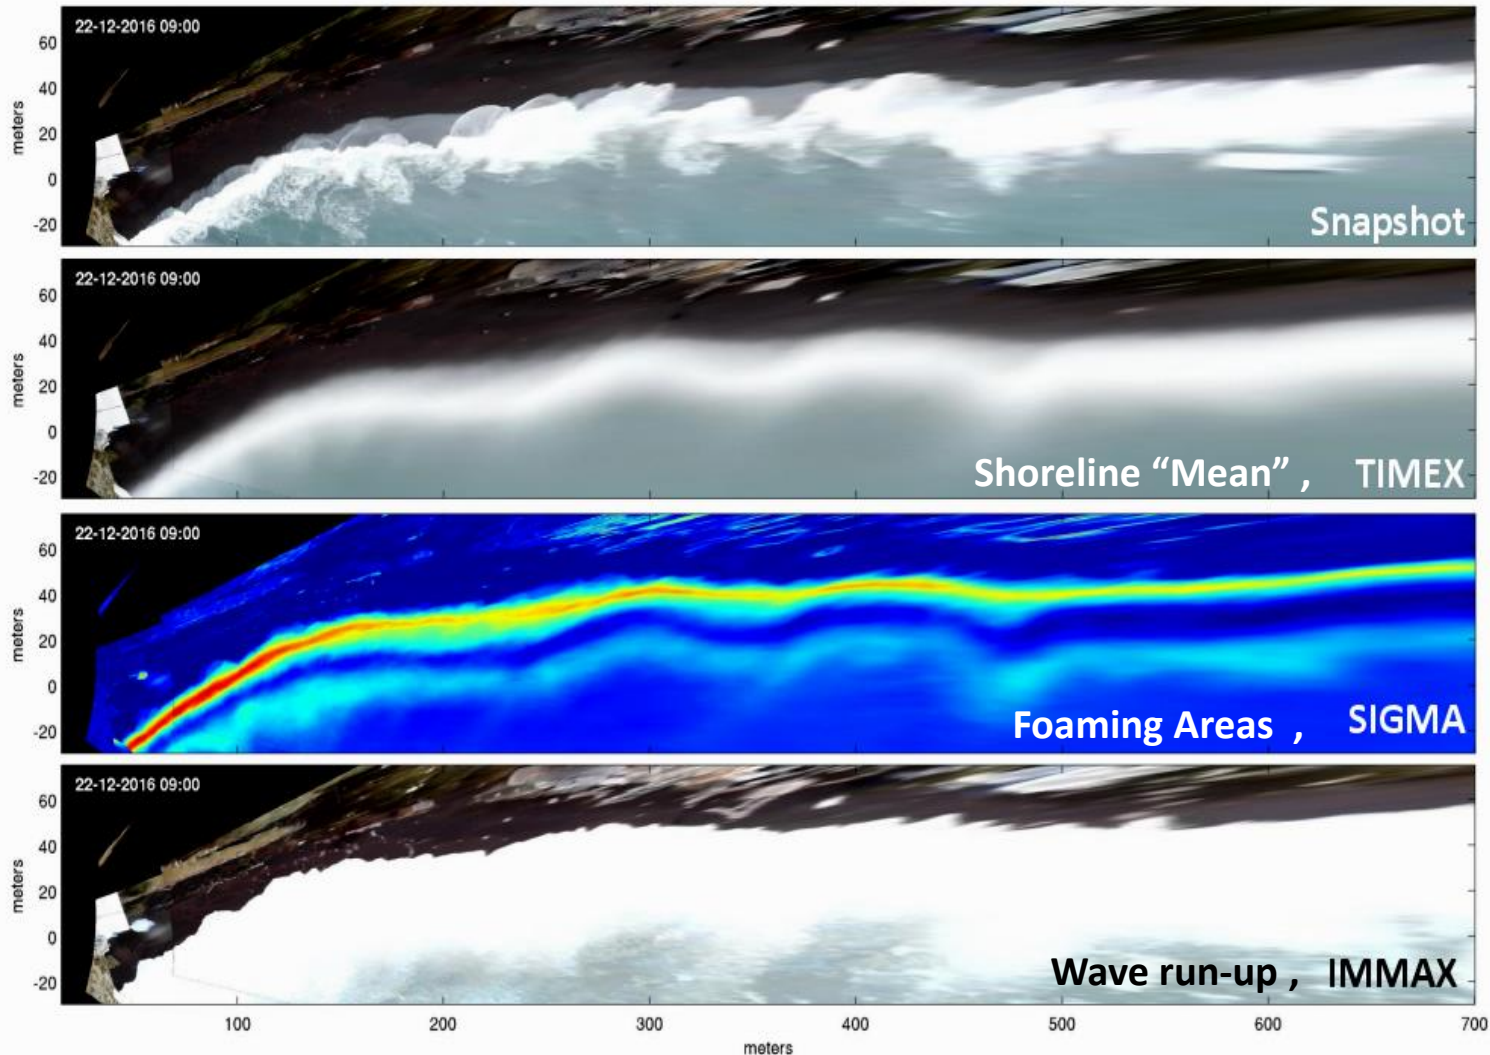 22-12-2016 09:00
60
40
20
0
-20
meters
Snapshot
22-12-2016 09:00
60
40
20
0
-20
meters
Shoreline “Mean” , TIMEX
22-12-2016 09:00
60
40
20
0
-20
meters
Foaming Areas , SIGMA
22-12-2016 09:00
60
40
20
0
-20
meters
Wave run-up , IMMAX
100 200 300 400 500 600 700
meters